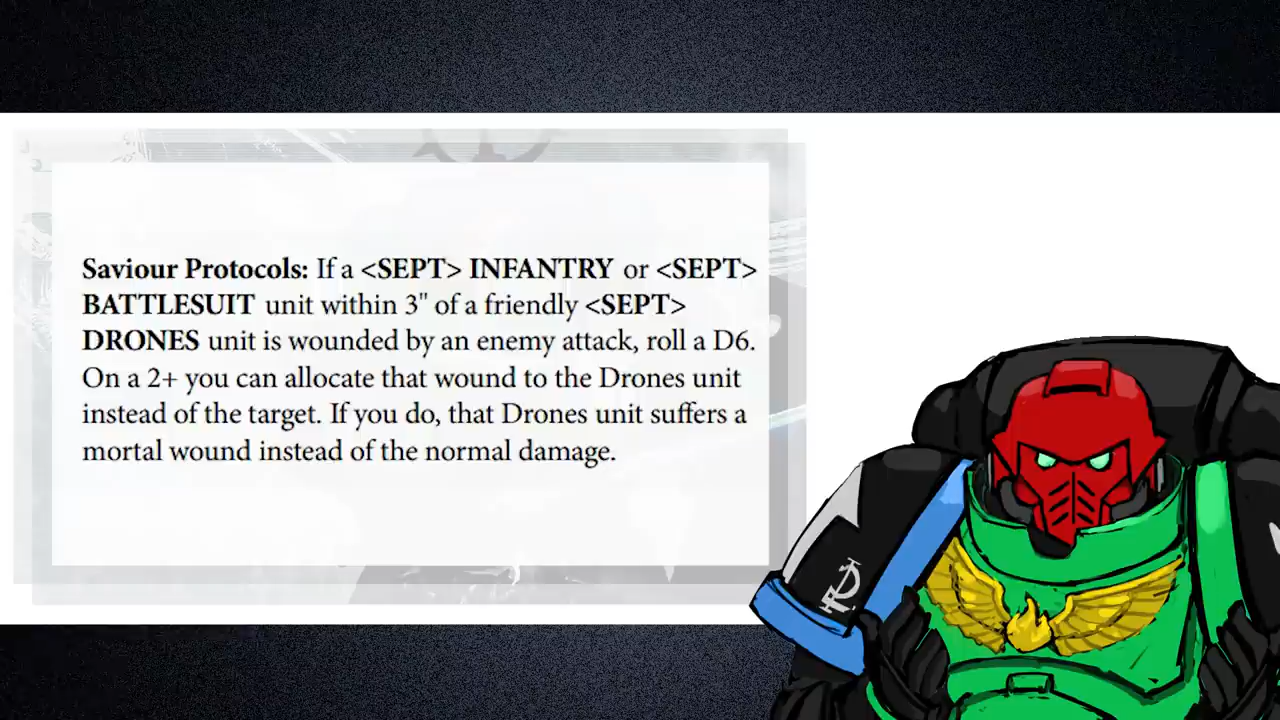 Saviour Protocols: If a <SEPT> INFANTRY or <SEPT>
BATTLESUIT unit within 3" of a friendly <SEPT>
DRONES unit is wounded by an enemy attack, roll a D6.
On a 2+ you can allocate that wound to the Drones unit
instead of the target. If you do, that Drones unit suffers a
mortal wound instead of the normal damage.